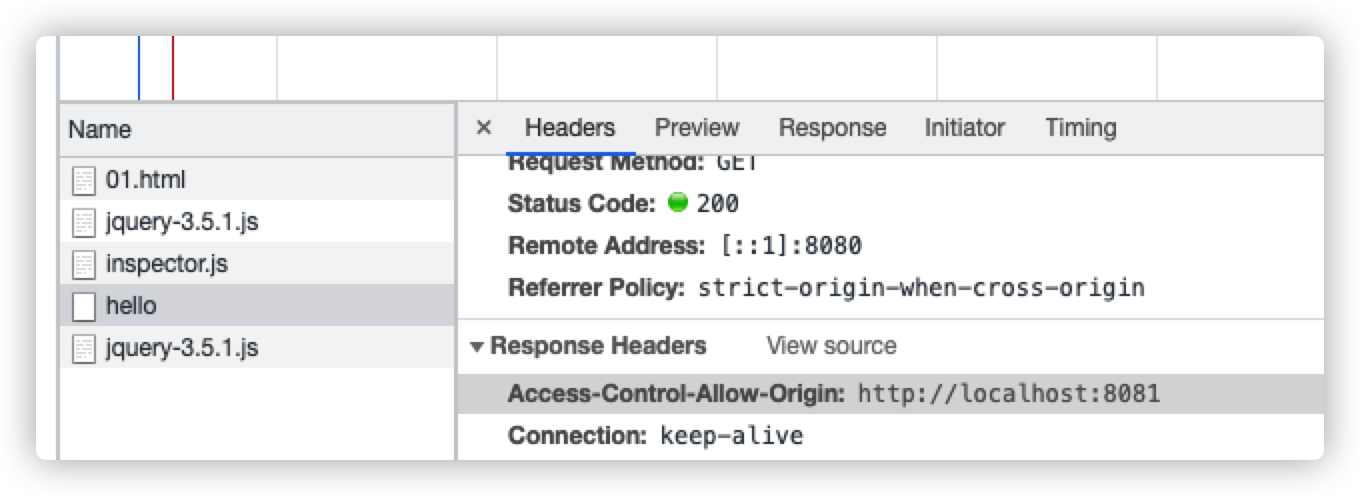 Name
01.html
jquery-3.5.1.js
inspector.js
hello
jquery-3.5.1.js
× Headers Preview Response Initiator Timing
Request Method: GET
Status Code: 200
Remote Address: [::1]:8080
Referrer Policy: strict-origin-when-cross-origin
▼ Response Headers View source
Access-Control-Allow-Origin: http://localhost:8081
Connection: keep-alive